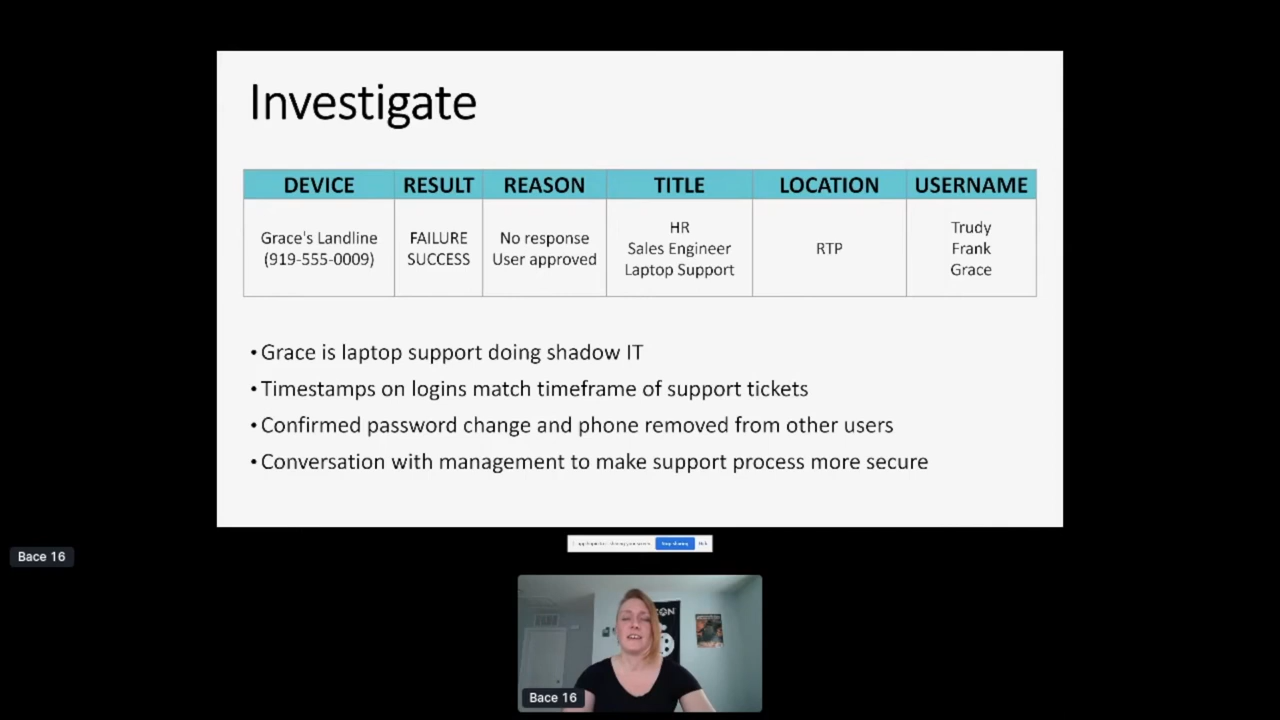 Investigate
DEVICE RESULT REASON TITLE LOCATION USERNAME
Grace's Landline
(919-555-0009)
FAILURE
SUCCESS
No response
User approved
HR
Sales Engineer
Laptop Support
RTP
Trudy
Frank
Grace
• Grace is laptop support doing shadow IT
• Timestamps on logins match timeframe of support tickets
• Confirmed password change and phone removed from other users
• Conversation with management to make support process more secure
Bace 16
Stop sharing Hide
Bace 16